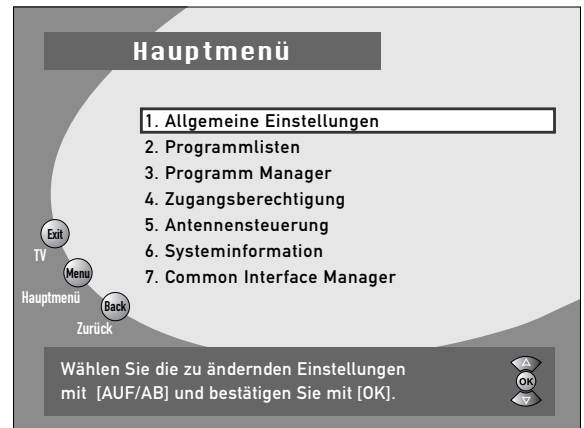 Hauptmenü
1. Allgemeine Einstellungen
2. Programmlisten
3. Programm Manager
4. Zugangsberechtigung
5. Antennensteuerung
6. Systeminformation
7. Common Interface Manager
Exit
TV
Menu
Hauptmenü
Back
Zurück
Wählen Sie die zu ändernden Einstellungen
mit [AUF/AB] und bestätigen Sie mit [OK].
OK